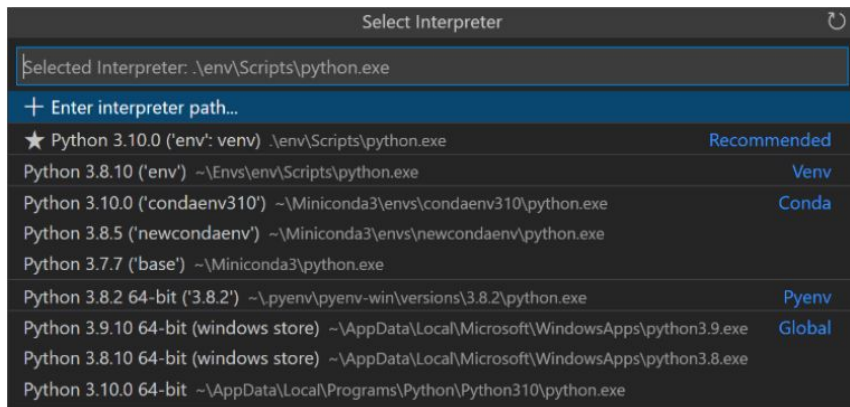 Select Interpreter
Selected Interpreter: .\env\Scripts\python.exe
+ Enter interpreter path...
★ Python 3.10.0 ('env': venv) .\env\Scripts\python.exe Recommended
Python 3.8.10 ('env') ~\Envs\env\Scripts\python.exe Venv
Python 3.10.0 ('condaenv310') ~\Miniconda3\envs\condaenv310\python.exe Conda
Python 3.8.5 ('newcondaenv') ~\Miniconda3\envs\newcondaenv\python.exe
Python 3.7.7 ('base') ~\Miniconda3\python.exe
Python 3.8.2 64-bit ('3.8.2') ~\.pyenv\pyenv-win\versions\3.8.2\python.exe Pyenv
Python 3.9.10 64-bit (windows store) ~\AppData\Local\Microsoft\WindowsApps\python3.9.exe Global
Python 3.8.10 64-bit (windows store) ~\AppData\Local\Microsoft\WindowsApps\python3.8.exe
Python 3.10.0 64-bit ~\AppData\Local\Programs\Python\Python310\python.exe